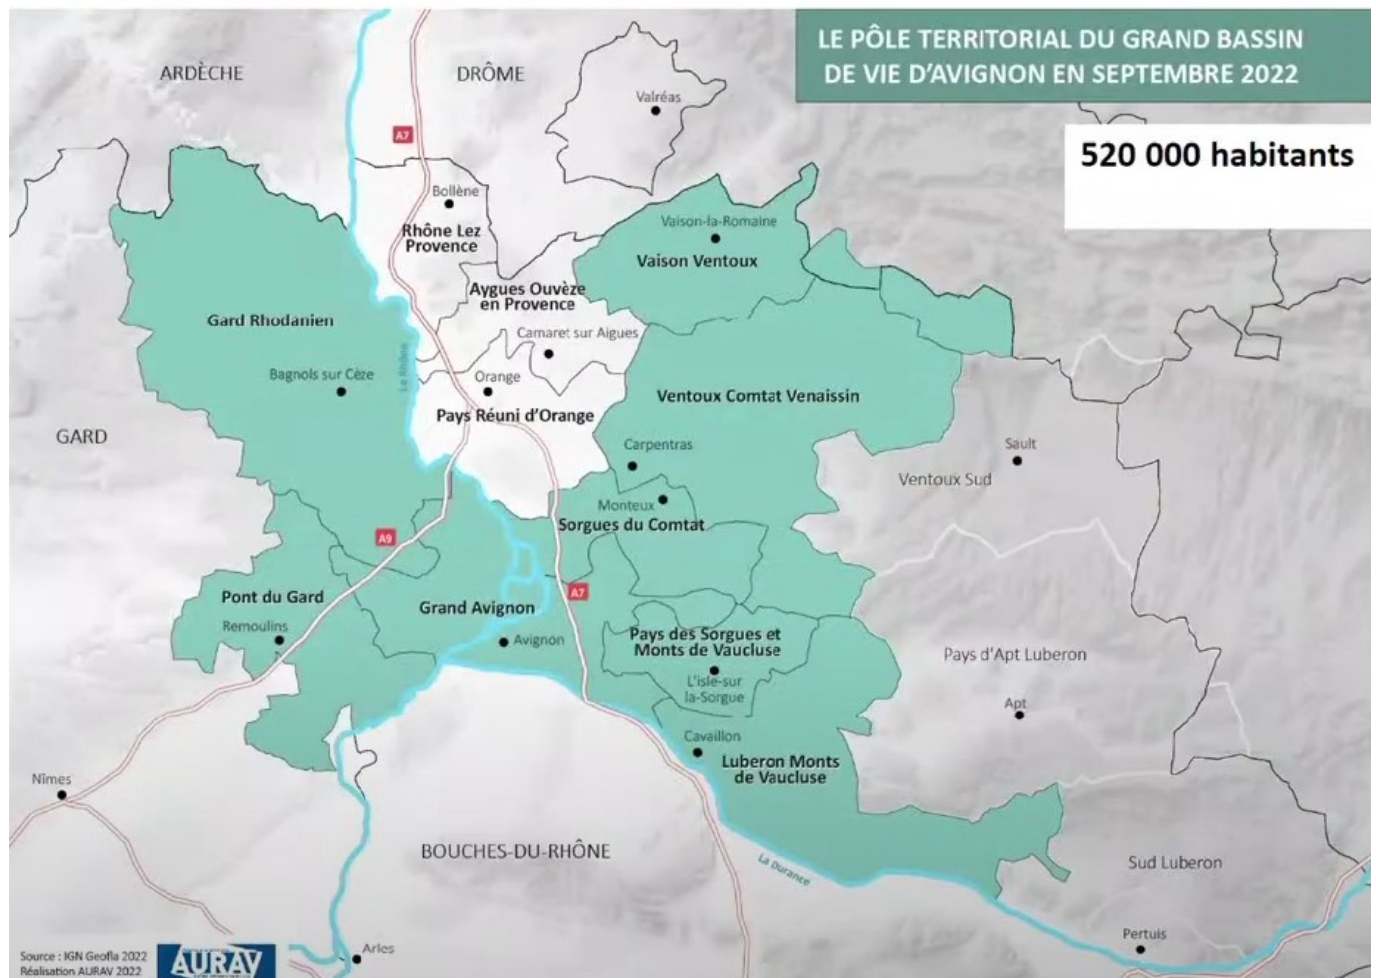 LE PÔLE TERRITORIAL DU GRAND BASSIN
DE VIE D'AVIGNON EN SEPTEMBRE 2022
520 000 habitants
ARDÈCHE
DRÔME
Valréas
A7
Bollène
Rhône Lez
Provence
Vaison-la-Romaine
Vaison Ventoux
Aygues Ouvèze
en Provence
Gard Rhodanien
Camaret sur Aigues
Le Rhône
Bagnols sur Cèze
Orange
Pays Réuni d'Orange
Ventoux Comtat Venaissin
GARD
Carpentras
Sault
Ventoux Sud
Monteux
Sorgues du Comtat
A9
A7
Pont du Gard
Remoulins
Grand Avignon
Avignon
Pays des Sorgues et
Monts de Vaucluse
L'isle-sur
la-Sorgue
Pays d'Apt Luberon
Apt
Cavaillon
Luberon Monts
de Vaucluse
Nîmes
BOUCHES-DU-RHÔNE
La Durance
Sud Luberon
Pertuis
Arles
Source : IGN Geofla 2022
Réalisation AURAV 2022
AURAV